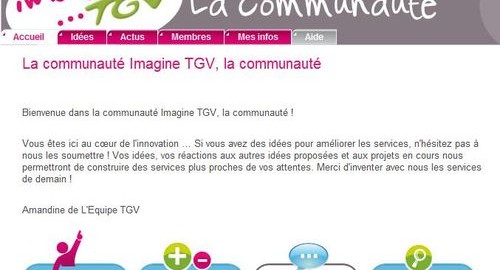 TGV La communauté
Accueil Idées Actus Membres Mes infos Aide
La communauté Imagine TGV, la communauté
Bienvenue dans la communauté Imagine TGV, la communauté !
Vous êtes ici au cœur de l'innovation ... Si vous avez des idées pour améliorer les services, n'hésitez pas à
nous les soumettre ! Vos idées, vos réactions aux autres idées proposées et aux projets en cours nous
permettront de construire des services plus proches de vos attentes. Merci d'inventer avec nous les services
de demain !
Amandine de L'Equipe TGV